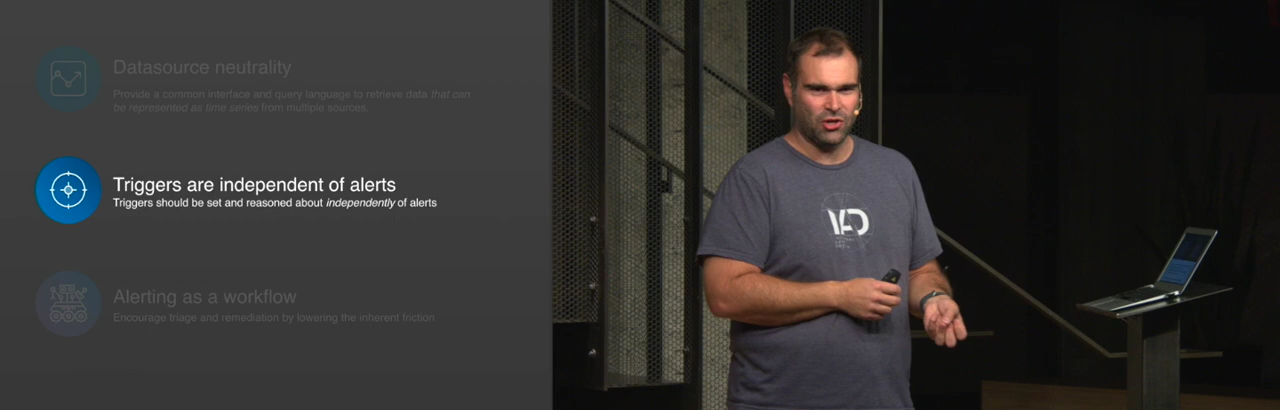 Datasource neutrality
Provide a common interface and query language to retrieve data that can
be represented as time series from multiple sources.
Triggers are independent of alerts
Triggers should be set and reasoned about independently of alerts
Alerting as a workflow
Encourage triage and remediation by lowering the inherent friction